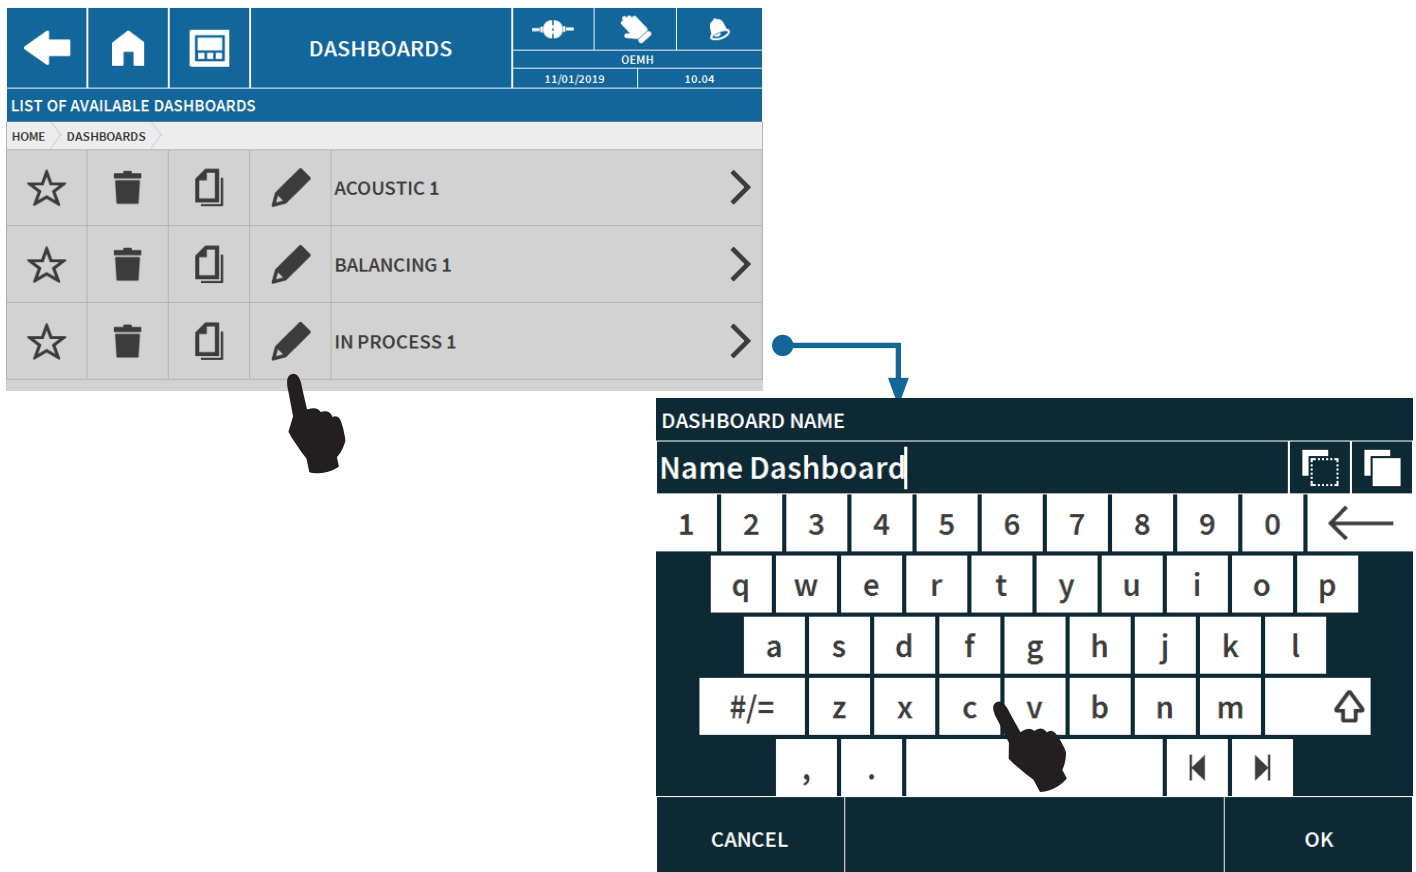 DASHBOARDS
OEMH
11/01/2019 10.04
LIST OF AVAILABLE DASHBOARDS
HOME DASHBOARDS
ACOUSTIC 1
BALANCING 1
IN PROCESS 1
DASHBOARD NAME
Name Dashboard
1 2 3 4 5 6 7 8 9 0
q w e r t y u i o p
a s d f g h j k l
#/= z x c v b n m
, .
CANCEL OK